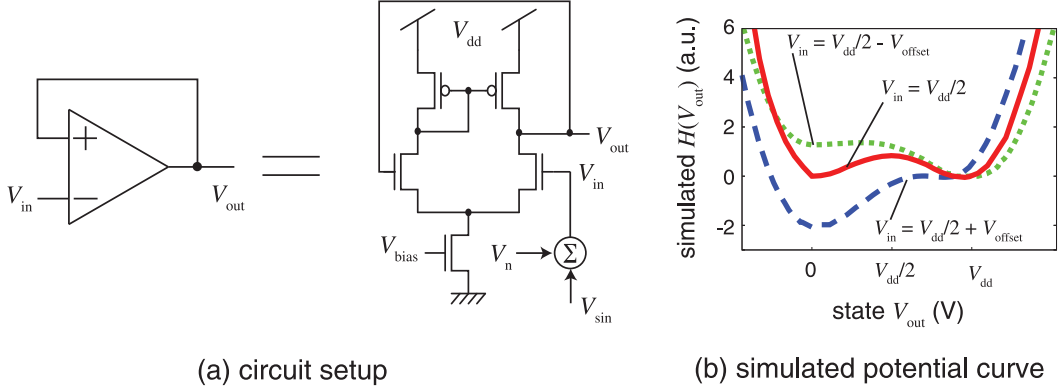 +
−
V_in
V_out
V_dd
V_out
V_in
V_bias
V_n
Σ
V_sin
(a) circuit setup
simulated H(V_out) (a.u.)
6
4
2
0
-2
V_in = V_dd/2 - V_offset
V_in = V_dd/2
V_in = V_dd/2 + V_offset
0
V_dd/2
V_dd
state V_out (V)
(b) simulated potential curve